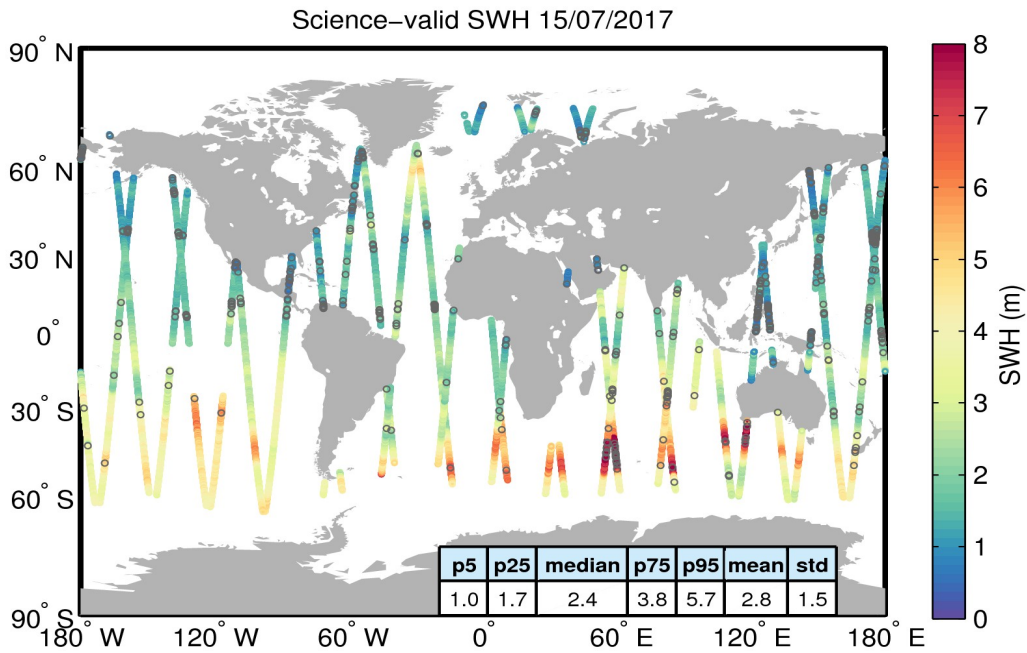 Science−valid SWH 15/07/2017
90° N
60° N
30° N
0°
30° S
60° S
90° S
180° W
120° W
60° W
0°
60° E
120° E
180° E
p5 p25 median p75 p95 mean std
1.0 1.7 2.4 3.8 5.7 2.8 1.5
8
7
6
5
4
3
2
1
0
SWH (m)